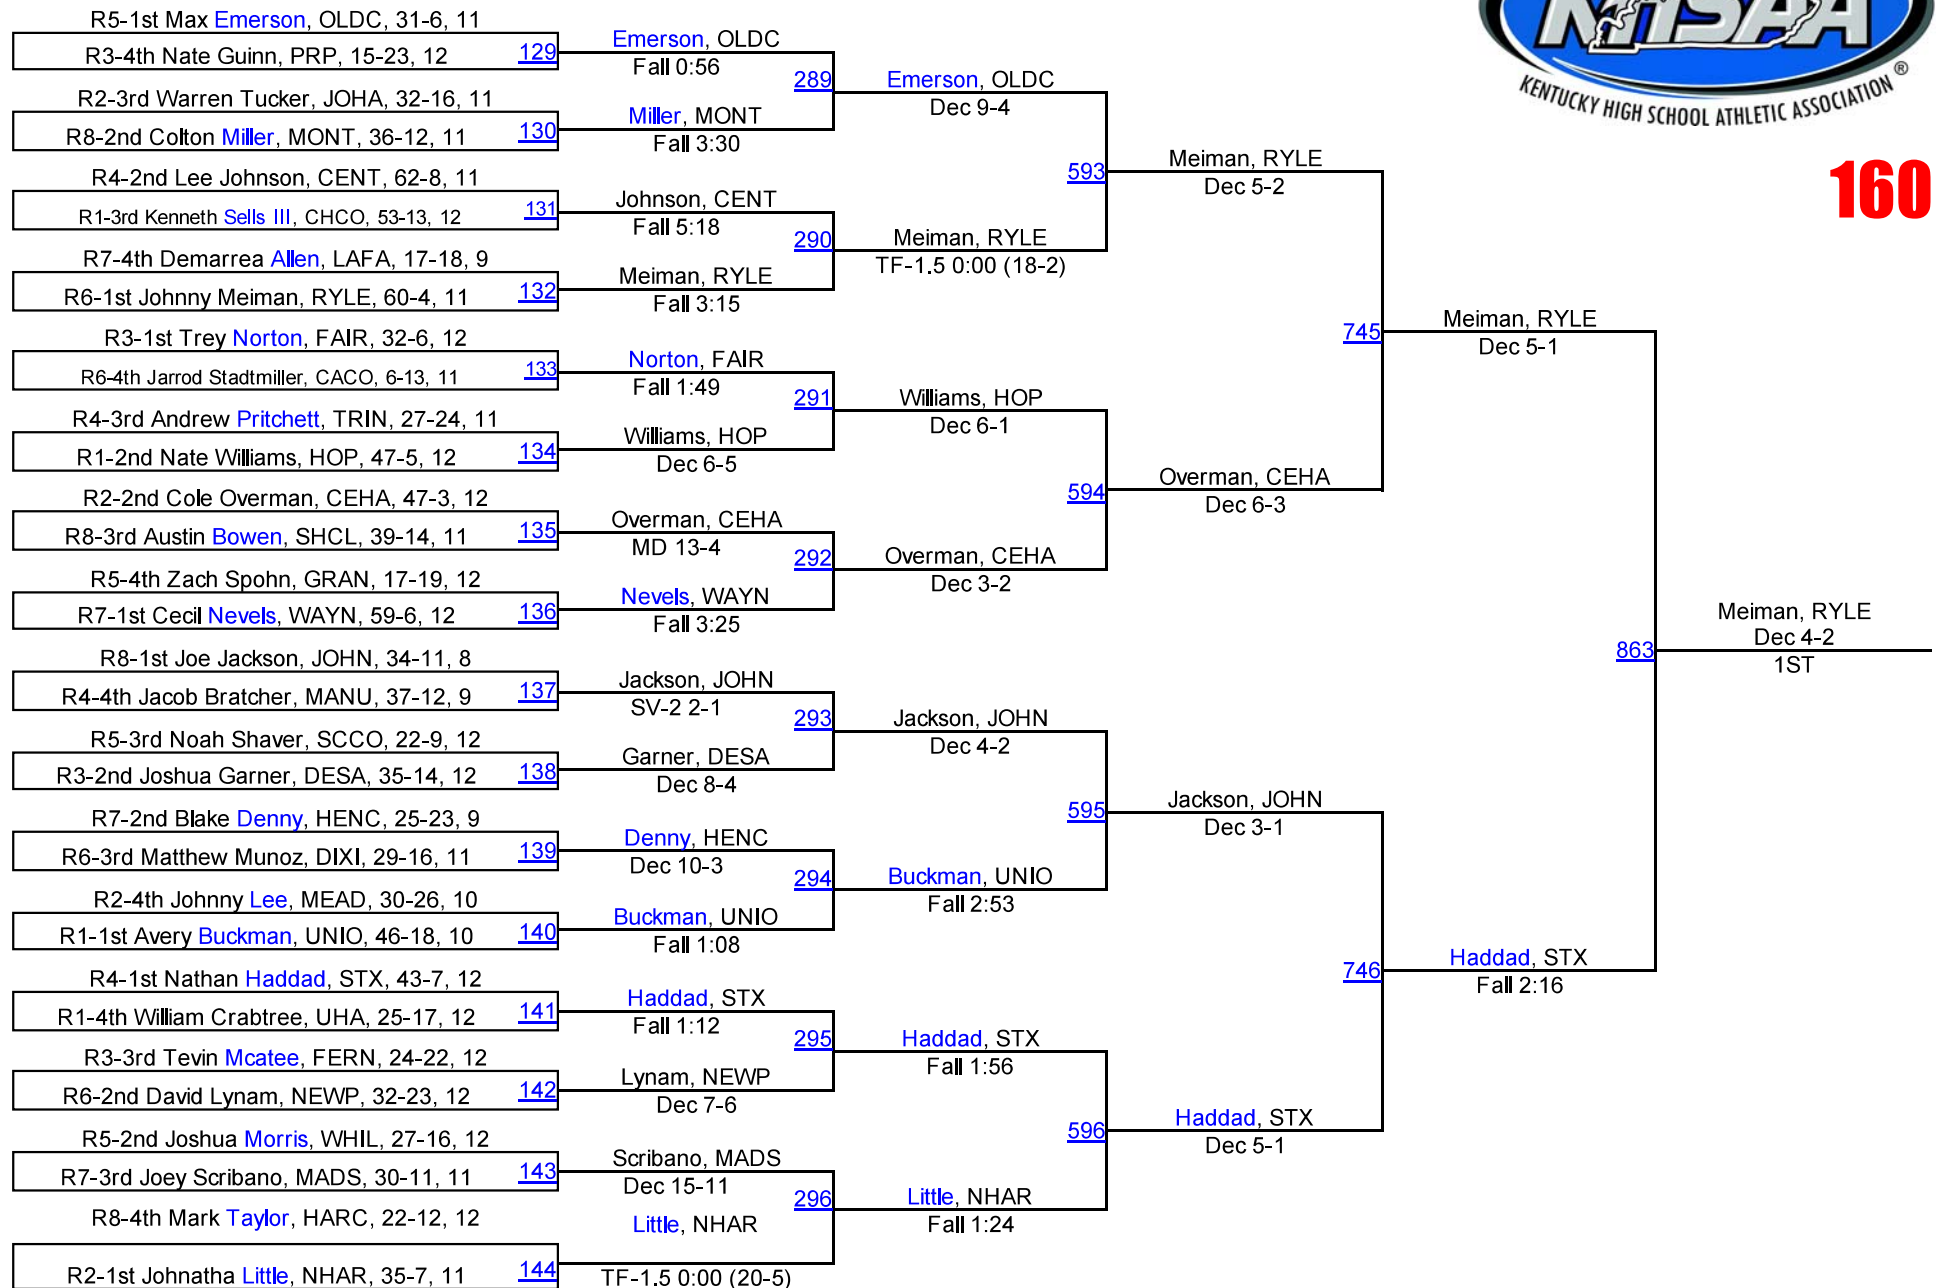 R5-1st Max Emerson, OLDC, 31-6, 11
R3-4th Nate Guinn, PRP, 15-23, 12
129
R2-3rd Warren Tucker, JOHA, 32-16, 11
R8-2nd Colton Miller, MONT, 36-12, 11
130
R4-2nd Lee Johnson, CENT, 62-8, 11
R1-3rd Kenneth Sells III, CHCO, 53-13, 12
131
R7-4th Demarrea Allen, LAFA, 17-18, 9
R6-1st Johnny Meiman, RYLE, 60-4, 11
132
R3-1st Trey Norton, FAIR, 32-6, 12
R6-4th Jarrod Stadtmiller, CACO, 6-13, 11
133
R4-3rd Andrew Pritchett, TRIN, 27-24, 11
R1-2nd Nate Williams, HOP, 47-5, 12
134
R2-2nd Cole Overman, CEHA, 47-3, 12
R8-3rd Austin Bowen, SHCL, 39-14, 11
135
R5-4th Zach Spohn, GRAN, 17-19, 12
R7-1st Cecil Nevels, WAYN, 59-6, 12
136
R8-1st Joe Jackson, JOHN, 34-11, 8
R4-4th Jacob Bratcher, MANU, 37-12, 9
137
R5-3rd Noah Shaver, SCCO, 22-9, 12
R3-2nd Joshua Garner, DESA, 35-14, 12
138
R7-2nd Blake Denny, HENC, 25-23, 9
R6-3rd Matthew Munoz, DIXI, 29-16, 11
139
R2-4th Johnny Lee, MEAD, 30-26, 10
R1-1st Avery Buckman, UNIO, 46-18, 10
140
R4-1st Nathan Haddad, STX, 43-7, 12
R1-4th William Crabtree, UHA, 25-17, 12
141
R3-3rd Tevin Mcatee, FERN, 24-22, 12
R6-2nd David Lynam, NEWP, 32-23, 12
142
R5-2nd Joshua Morris, WHIL, 27-16, 12
R7-3rd Joey Scribano, MADS, 30-11, 11
143
R8-4th Mark Taylor, HARC, 22-12, 12
R2-1st Johnatha Little, NHAR, 35-7, 11
144
Emerson, OLDC
Fall 0:56
289
Miller, MONT
Fall 3:30
Johnson, CENT
Fall 5:18
290
Meiman, RYLE
Fall 3:15
Norton, FAIR
Fall 1:49
291
Williams, HOP
Dec 6-5
Overman, CEHA
MD 13-4
292
Nevels, WAYN
Fall 3:25
Jackson, JOHN
SV-2 2-1
293
Garner, DESA
Dec 8-4
Denny, HENC
Dec 10-3
294
Buckman, UNIO
Fall 1:08
Haddad, STX
Fall 1:12
295
Lynam, NEWP
Dec 7-6
Scribano, MADS
Dec 15-11
296
Little, NHAR
TF-1.5 0:00 (20-5)
Emerson, OLDC
Dec 9-4
593
Meiman, RYLE
TF-1.5 0:00 (18-2)
Williams, HOP
Dec 6-1
594
Overman, CEHA
Dec 3-2
Jackson, JOHN
Dec 4-2
595
Buckman, UNIO
Fall 2:53
Haddad, STX
Fall 1:56
596
Little, NHAR
Fall 1:24
Meiman, RYLE
Dec 5-2
745
Overman, CEHA
Dec 6-3
Jackson, JOHN
Dec 3-1
746
Haddad, STX
Dec 5-1
Meiman, RYLE
Dec 5-1
863
Haddad, STX
Fall 2:16
Meiman, RYLE
Dec 4-2
1ST
KHSAA
KENTUCKY HIGH SCHOOL ATHLETIC ASSOCIATION ®
160